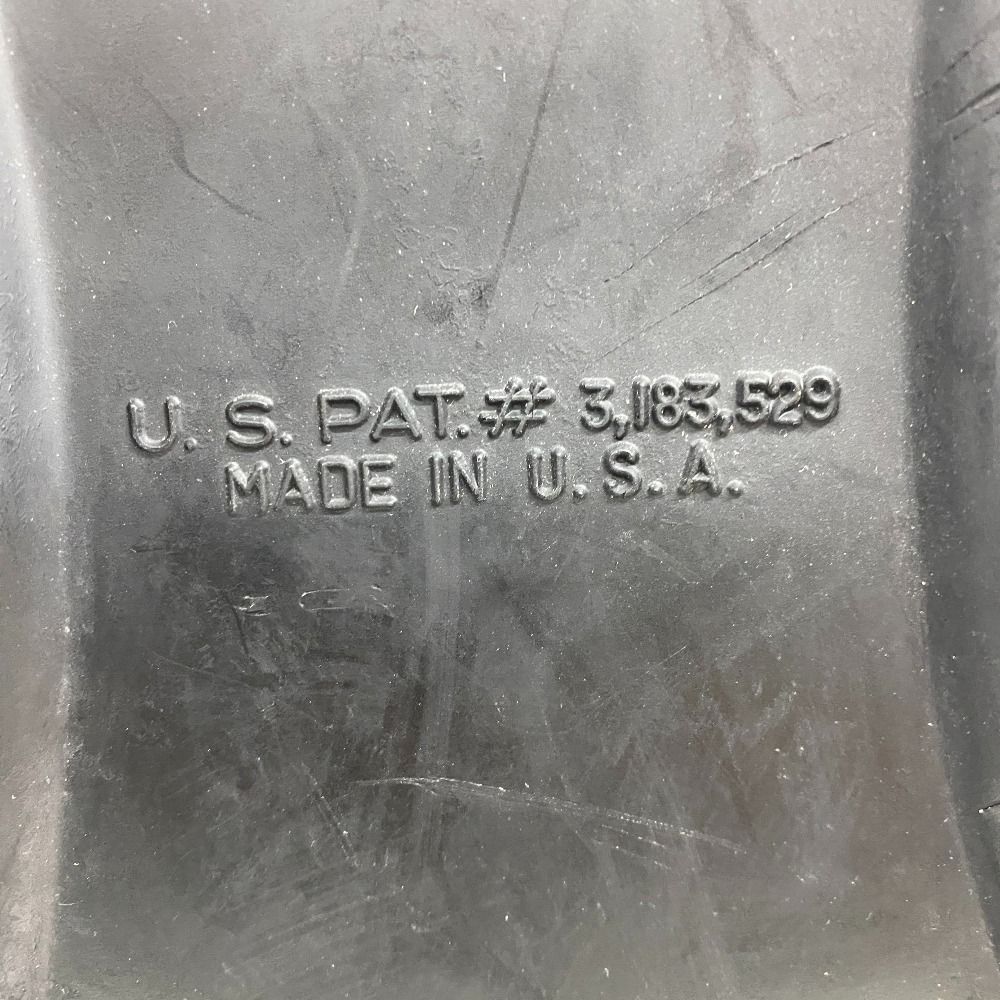 U. S. PAT. # 3,183,529
MADE IN U.S.A.